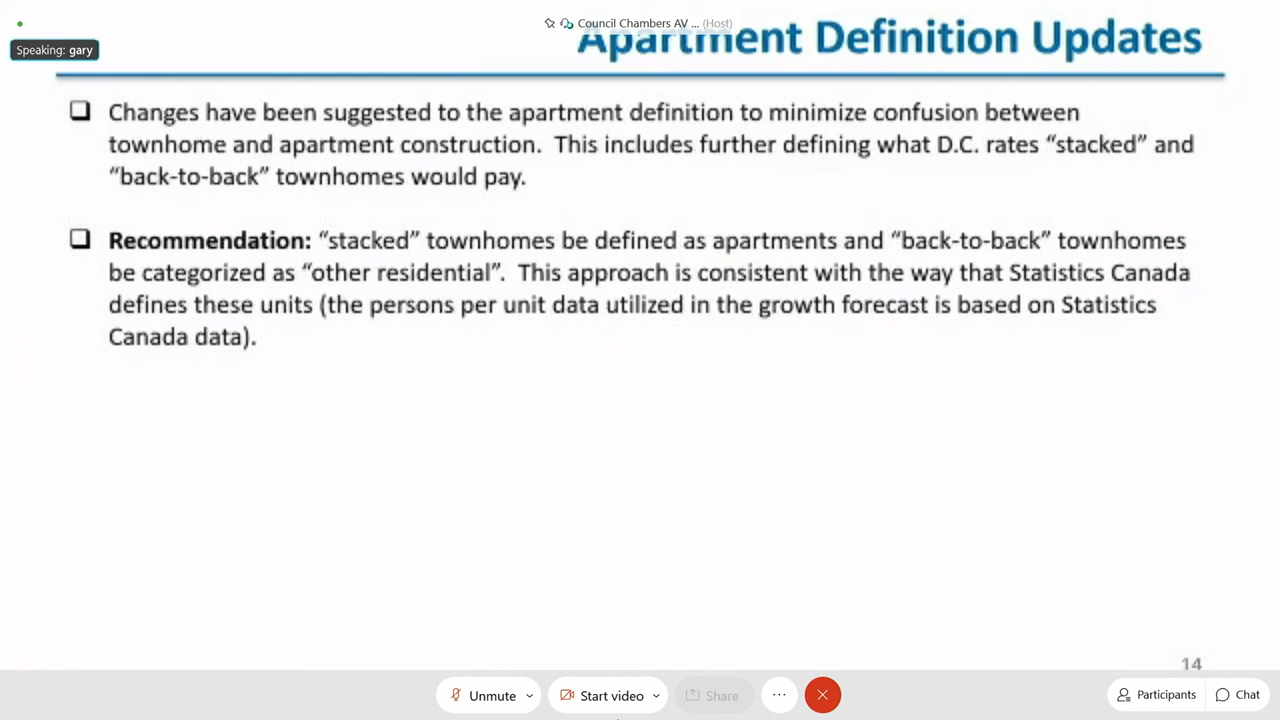 Council Chambers AV ... (Host)
Speaking: gary
Apartment Definition Updates
Changes have been suggested to the apartment definition to minimize confusion between
townhome and apartment construction.  This includes further defining what D.C. rates “stacked” and
“back-to-back” townhomes would pay.
Recommendation: “stacked” townhomes be defined as apartments and “back-to-back” townhomes
be categorized as “other residential”.  This approach is consistent with the way that Statistics Canada
defines these units (the persons per unit data utilized in the growth forecast is based on Statistics
Canada data).
14
Unmute
Start video
Share
...
Participants
Chat